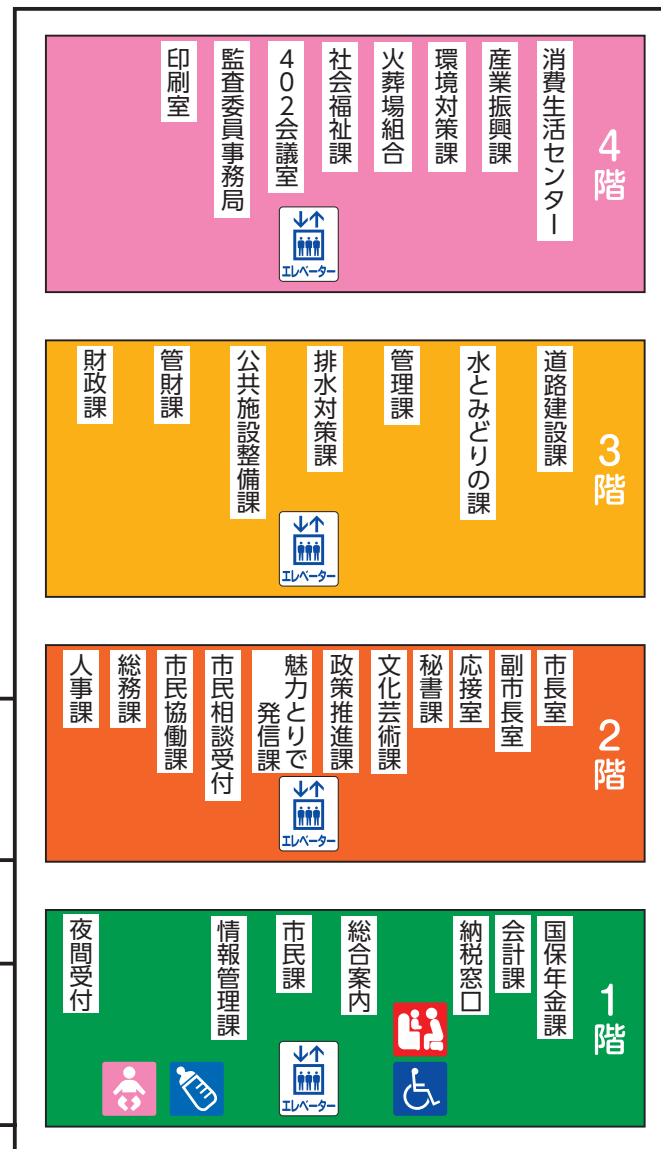 4階
消費生活センター
産業振興課
環境対策課
火葬場組合
社会福祉課
402会議室
監査委員事務局
印刷室
エレベーター
3階
道路建設課
水とみどりの課
管理課
排水対策課
公共施設整備課
管財課
財政課
エレベーター
2階
市長室
副市長室
応接室
秘書課
文化芸術課
政策推進課
魅力とりで
発信課
市民相談受付
市民協働課
総務課
人事課
エレベーター
1階
国保年金課
会計課
納税窓口
総合案内
市民課
情報管理課
夜間受付
エレベーター